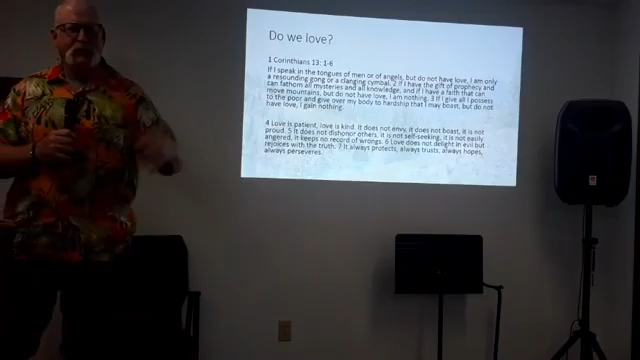 Do we love?
1 Corinthians 13: 1-6
If I speak in the tongues of men or of angels, but do not have love, I am only
a resounding gong or a clanging cymbal. 2 If I have the gift of prophecy and
can fathom all mysteries and all knowledge, and if I have a faith that can
move mountains, but do not have love, I am nothing. 3 If I give all I possess
to the poor and give over my body to hardship that I may boast, but do not
have love, I gain nothing.
4 Love is patient, love is kind. It does not envy, it does not boast, it is not
proud. 5 It does not dishonor others, it is not self-seeking, it is not easily
angered, it keeps no record of wrongs. 6 Love does not delight in evil but
rejoices with the truth. 7 It always protects, always trusts, always hopes,
always perseveres.